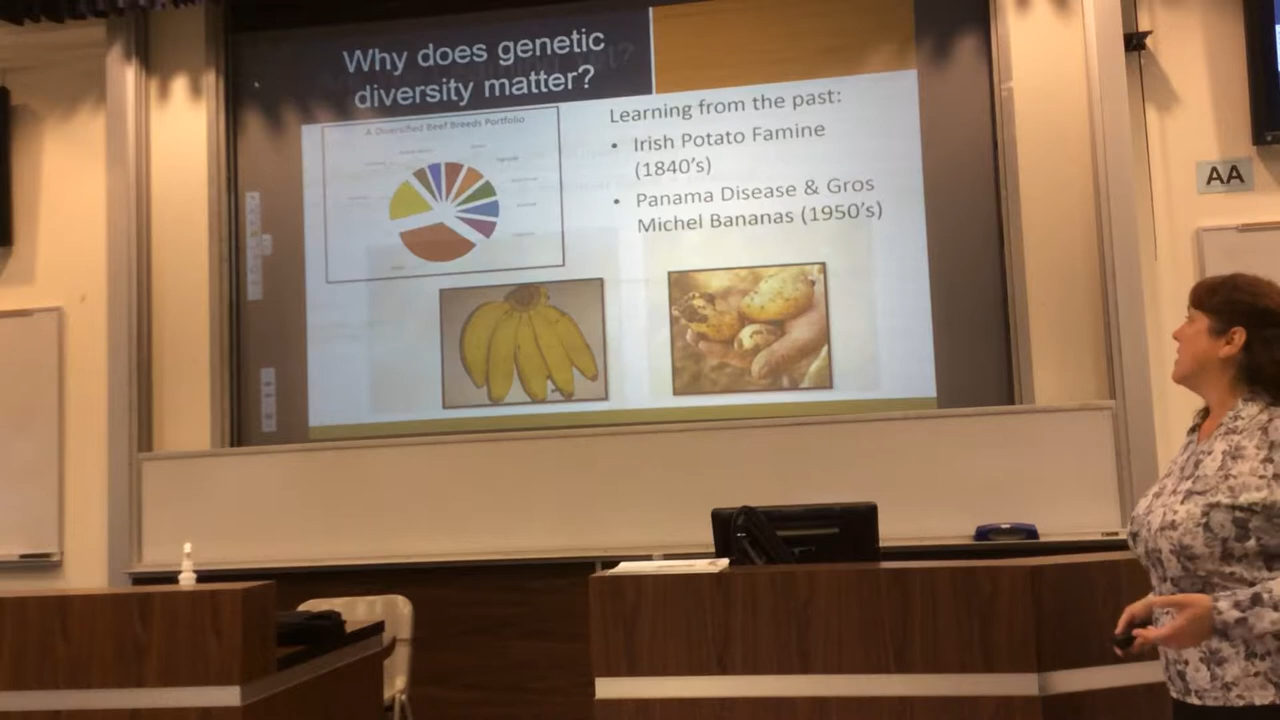 Why does genetic
diversity matter?
A Diversified Beef Breeds Portfolio
Learning from the past:
• Irish Potato Famine
(1840's)
• Panama Disease & Gros
Michel Bananas (1950's)
AA